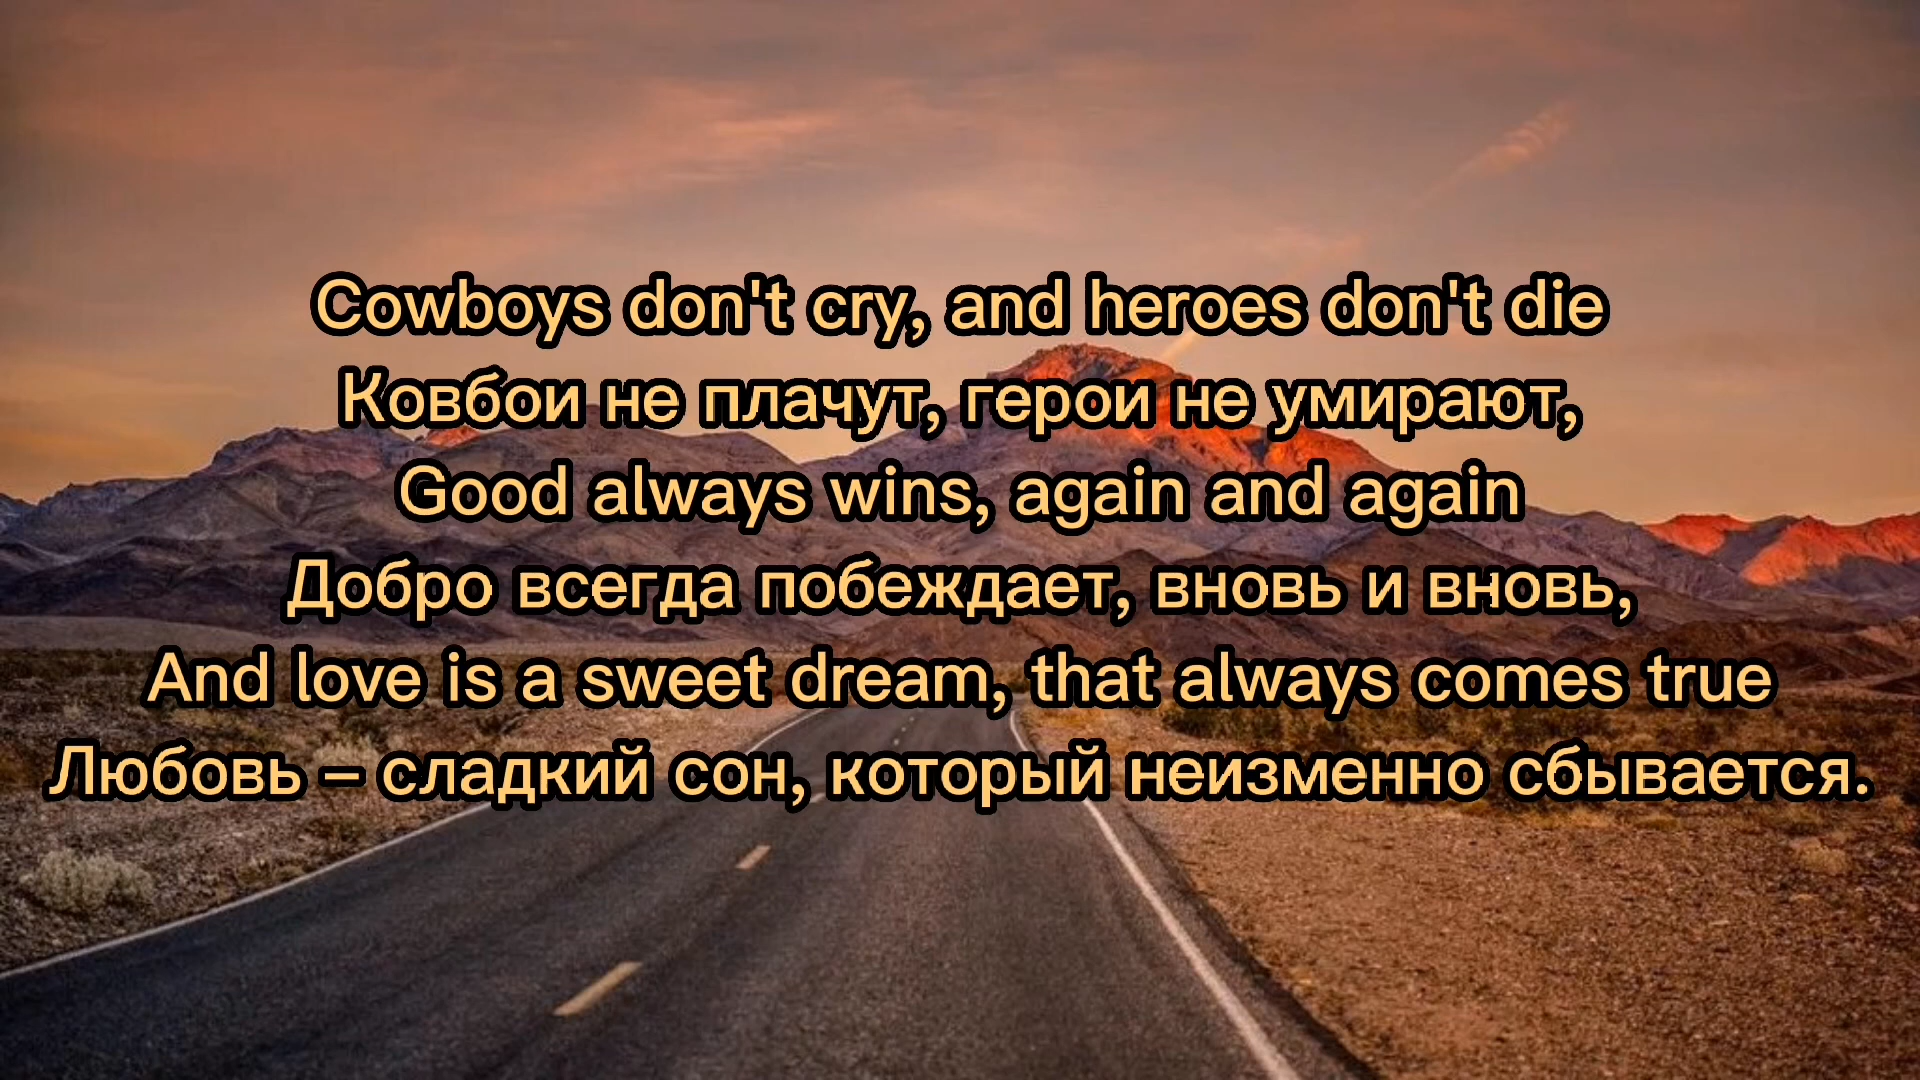 Cowboys don't cry, and heroes don't die
Ковбои не плачут, герои не умирают,
Good always wins, again and again
Добро всегда побеждает, вновь и вновь,
And love is a sweet dream, that always comes true
Любовь – сладкий сон, который неизменно сбывается.